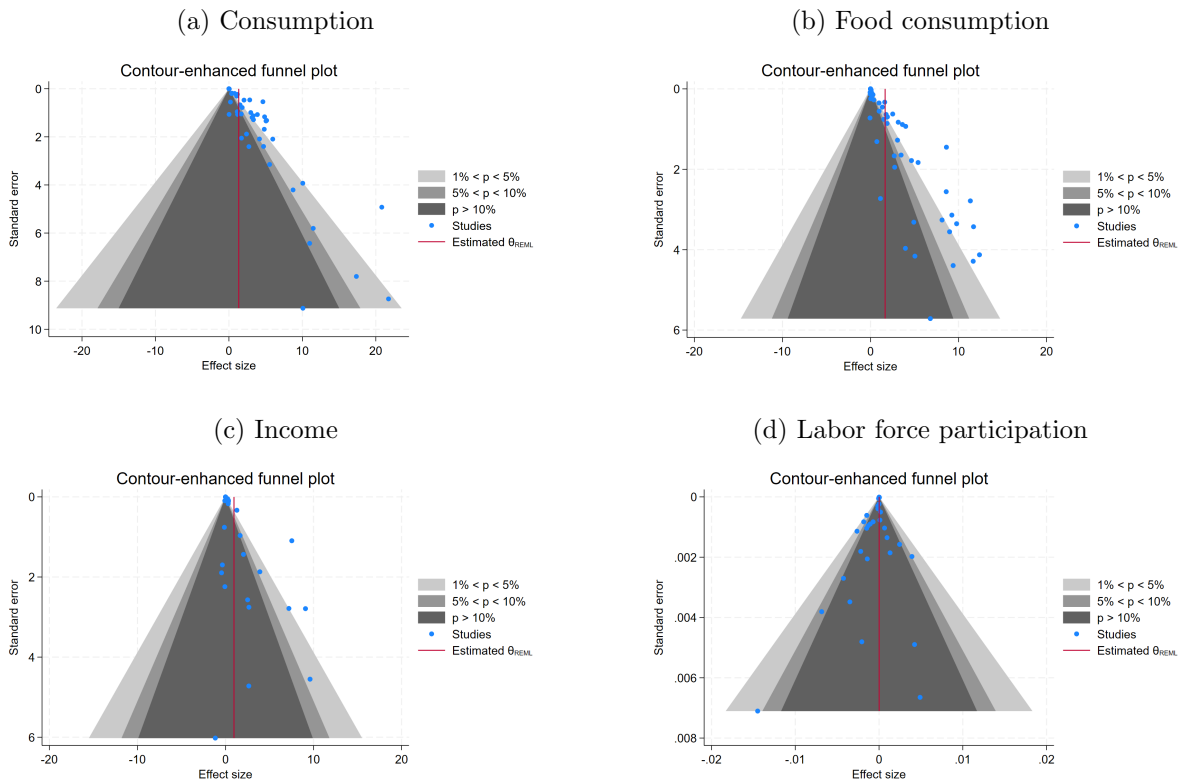 (a) Consumption
Contour-enhanced funnel plot
0
2
4
6
8
10
Standard error
-20
-10
0
10
20
Effect size
1% < p < 5%
5% < p < 10%
p > 10%
Studies
Estimated θREML
(b) Food consumption
Contour-enhanced funnel plot
0
2
4
6
Standard error
-20
-10
0
10
20
Effect size
1% < p < 5%
5% < p < 10%
p > 10%
Studies
Estimated θREML
(c) Income
Contour-enhanced funnel plot
0
2
4
6
Standard error
-20
-10
0
10
20
Effect size
1% < p < 5%
5% < p < 10%
p > 10%
Studies
Estimated θREML
(d) Labor force participation
Contour-enhanced funnel plot
0
.002
.004
.006
.008
Standard error
-.02
-.01
0
.01
.02
Effect size
1% < p < 5%
5% < p < 10%
p > 10%
Studies
Estimated θREML